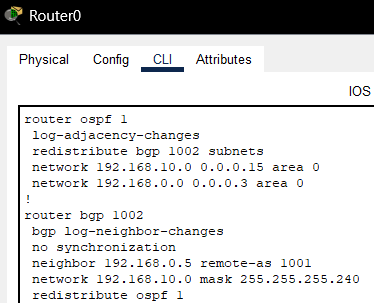 Router0
Physical Config CLI Attributes
IOS
router ospf 1
log-adjacency-changes
redistribute bgp 1002 subnets
network 192.168.10.0 0.0.0.15 area 0
network 192.168.0.0 0.0.0.3 area 0
!
router bgp 1002
bgp log-neighbor-changes
no synchronization
neighbor 192.168.0.5 remote-as 1001
network 192.168.10.0 mask 255.255.255.240
redistribute ospf 1